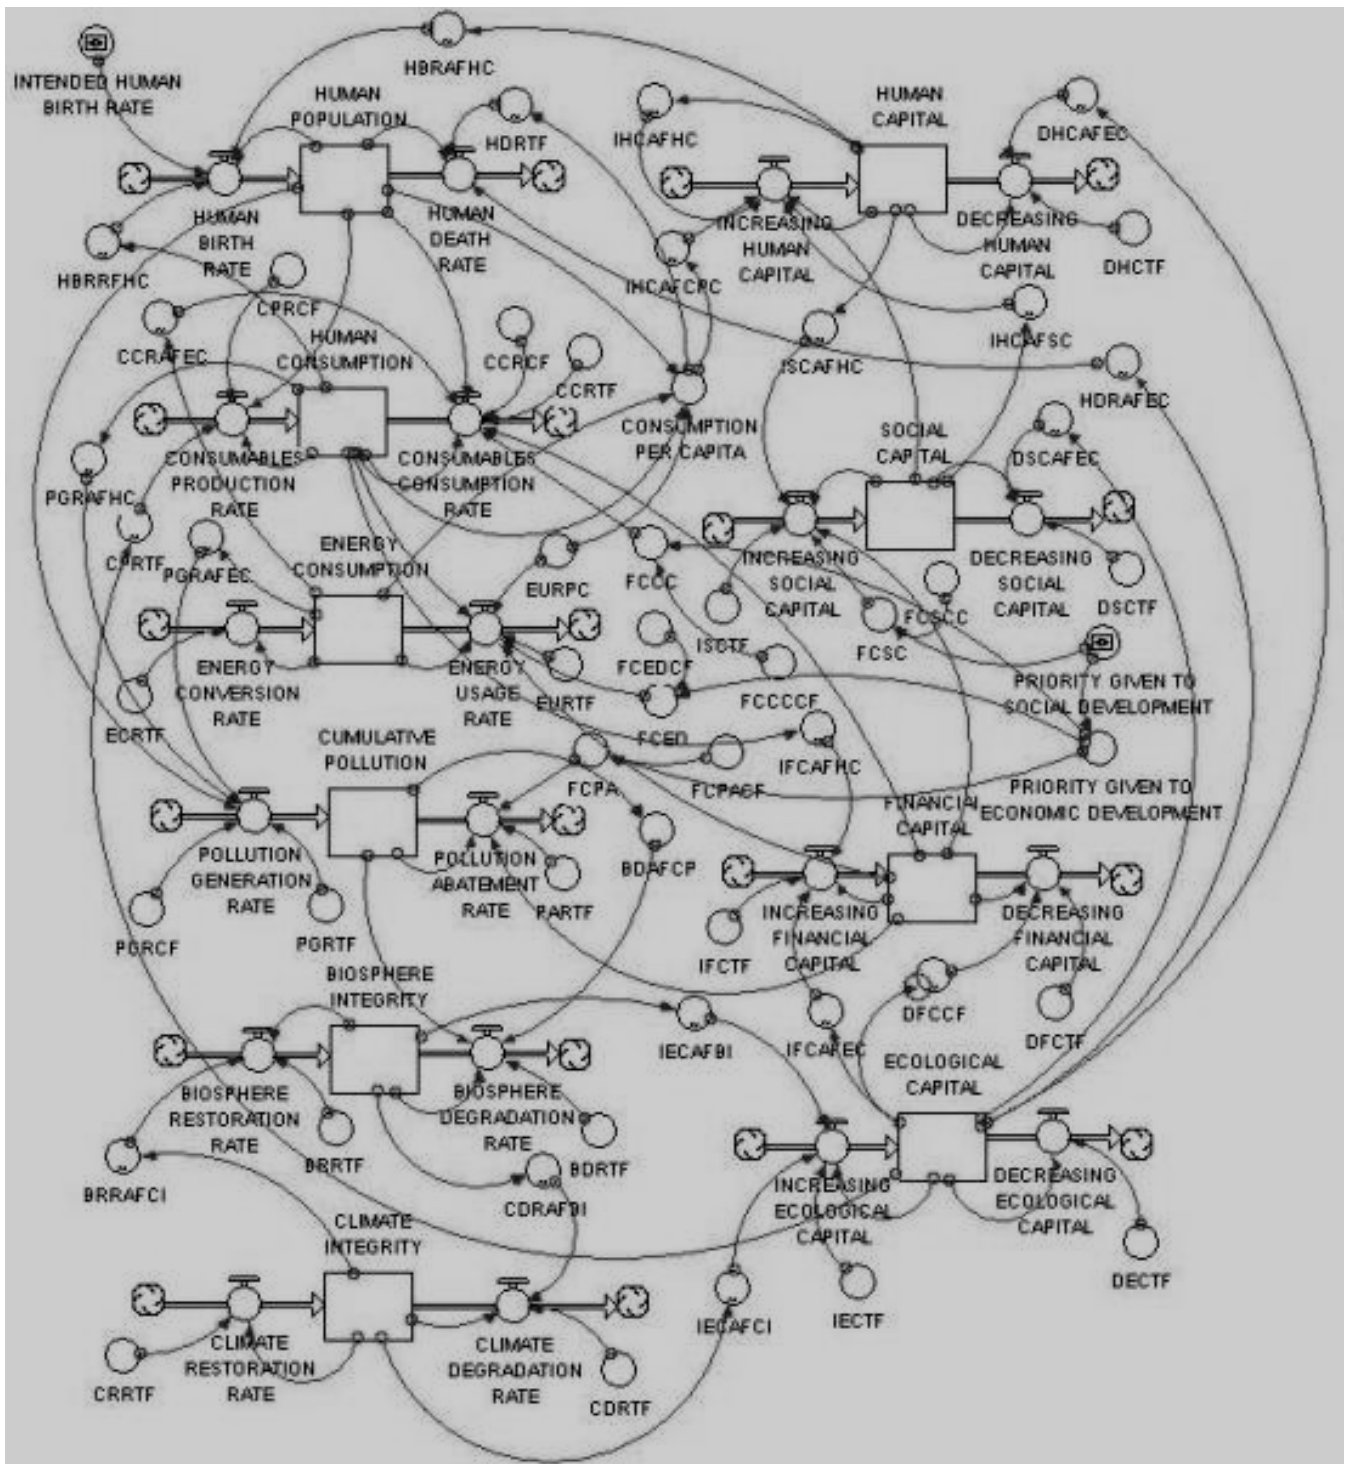 INTENDED HUMAN
BIRTH RATE
HBRAFHC
HUMAN
POPULATION
HDRTF
IHCAFHC
HUMAN
CAPITAL
DHCAFEC
HUMAN
BIRTH
RATE
HUMAN
DEATH
RATE
INCREASING
HUMAN
CAPITAL
DECREASING
HUMAN
CAPITAL
DHCTF
HBRRFHC
CPRCF
IHCAFCPC
CCRAFEC
HUMAN
CONSUMPTION
CCRCF
CCRTF
ISCAFHC
IHCAFSC
HDRAFEC
CONSUMPTION
PER CAPITA
SOCIAL
CAPITAL
DSCAFEC
CONSUMABLES
PRODUCTION
RATE
CONSUMABLES
CONSUMPTION
RATE
PGRAFHC
CPRTF
PGRAFEC
ENERGY
CONSUMPTION
EURPC
FCCC
INCREASING
SOCIAL
CAPITAL
FCSCC
DECREASING
SOCIAL
CAPITAL
DSCTF
ISCTF
FCSC
FCEDCF
FCCCCF
PRIORITY GIVEN TO
SOCIAL DEVELOPMENT
ENERGY
CONVERSION
RATE
ENERGY
USAGE
RATE
EURTF
ECRTF
FCED
IFCAFHC
CUMULATIVE
POLLUTION
FCPA
FCPACF
PRIORITY GIVEN TO
ECONOMIC DEVELOPMENT
FINANCIAL
CAPITAL
POLLUTION
GENERATION
RATE
POLLUTION
ABATEMENT
RATE
BDAFCP
PARTF
PGRCF
PGRTF
INCREASING
FINANCIAL
CAPITAL
DECREASING
FINANCIAL
CAPITAL
IFCTF
BIOSPHERE
INTEGRITY
IECAFBI
IFCAFEC
DFCCF
DFCTF
ECOLOGICAL
CAPITAL
BIOSPHERE
RESTORATION
RATE
BIOSPHERE
DEGRADATION
RATE
BRRTF
BDRTF
BRRAFCI
CDRAFBI
INCREASING
ECOLOGICAL
CAPITAL
DECREASING
ECOLOGICAL
CAPITAL
CLIMATE
INTEGRITY
DECTF
IECAFCI
IECTF
CLIMATE
RESTORATION
RATE
CLIMATE
DEGRADATION
RATE
CRRTF
CDRTF